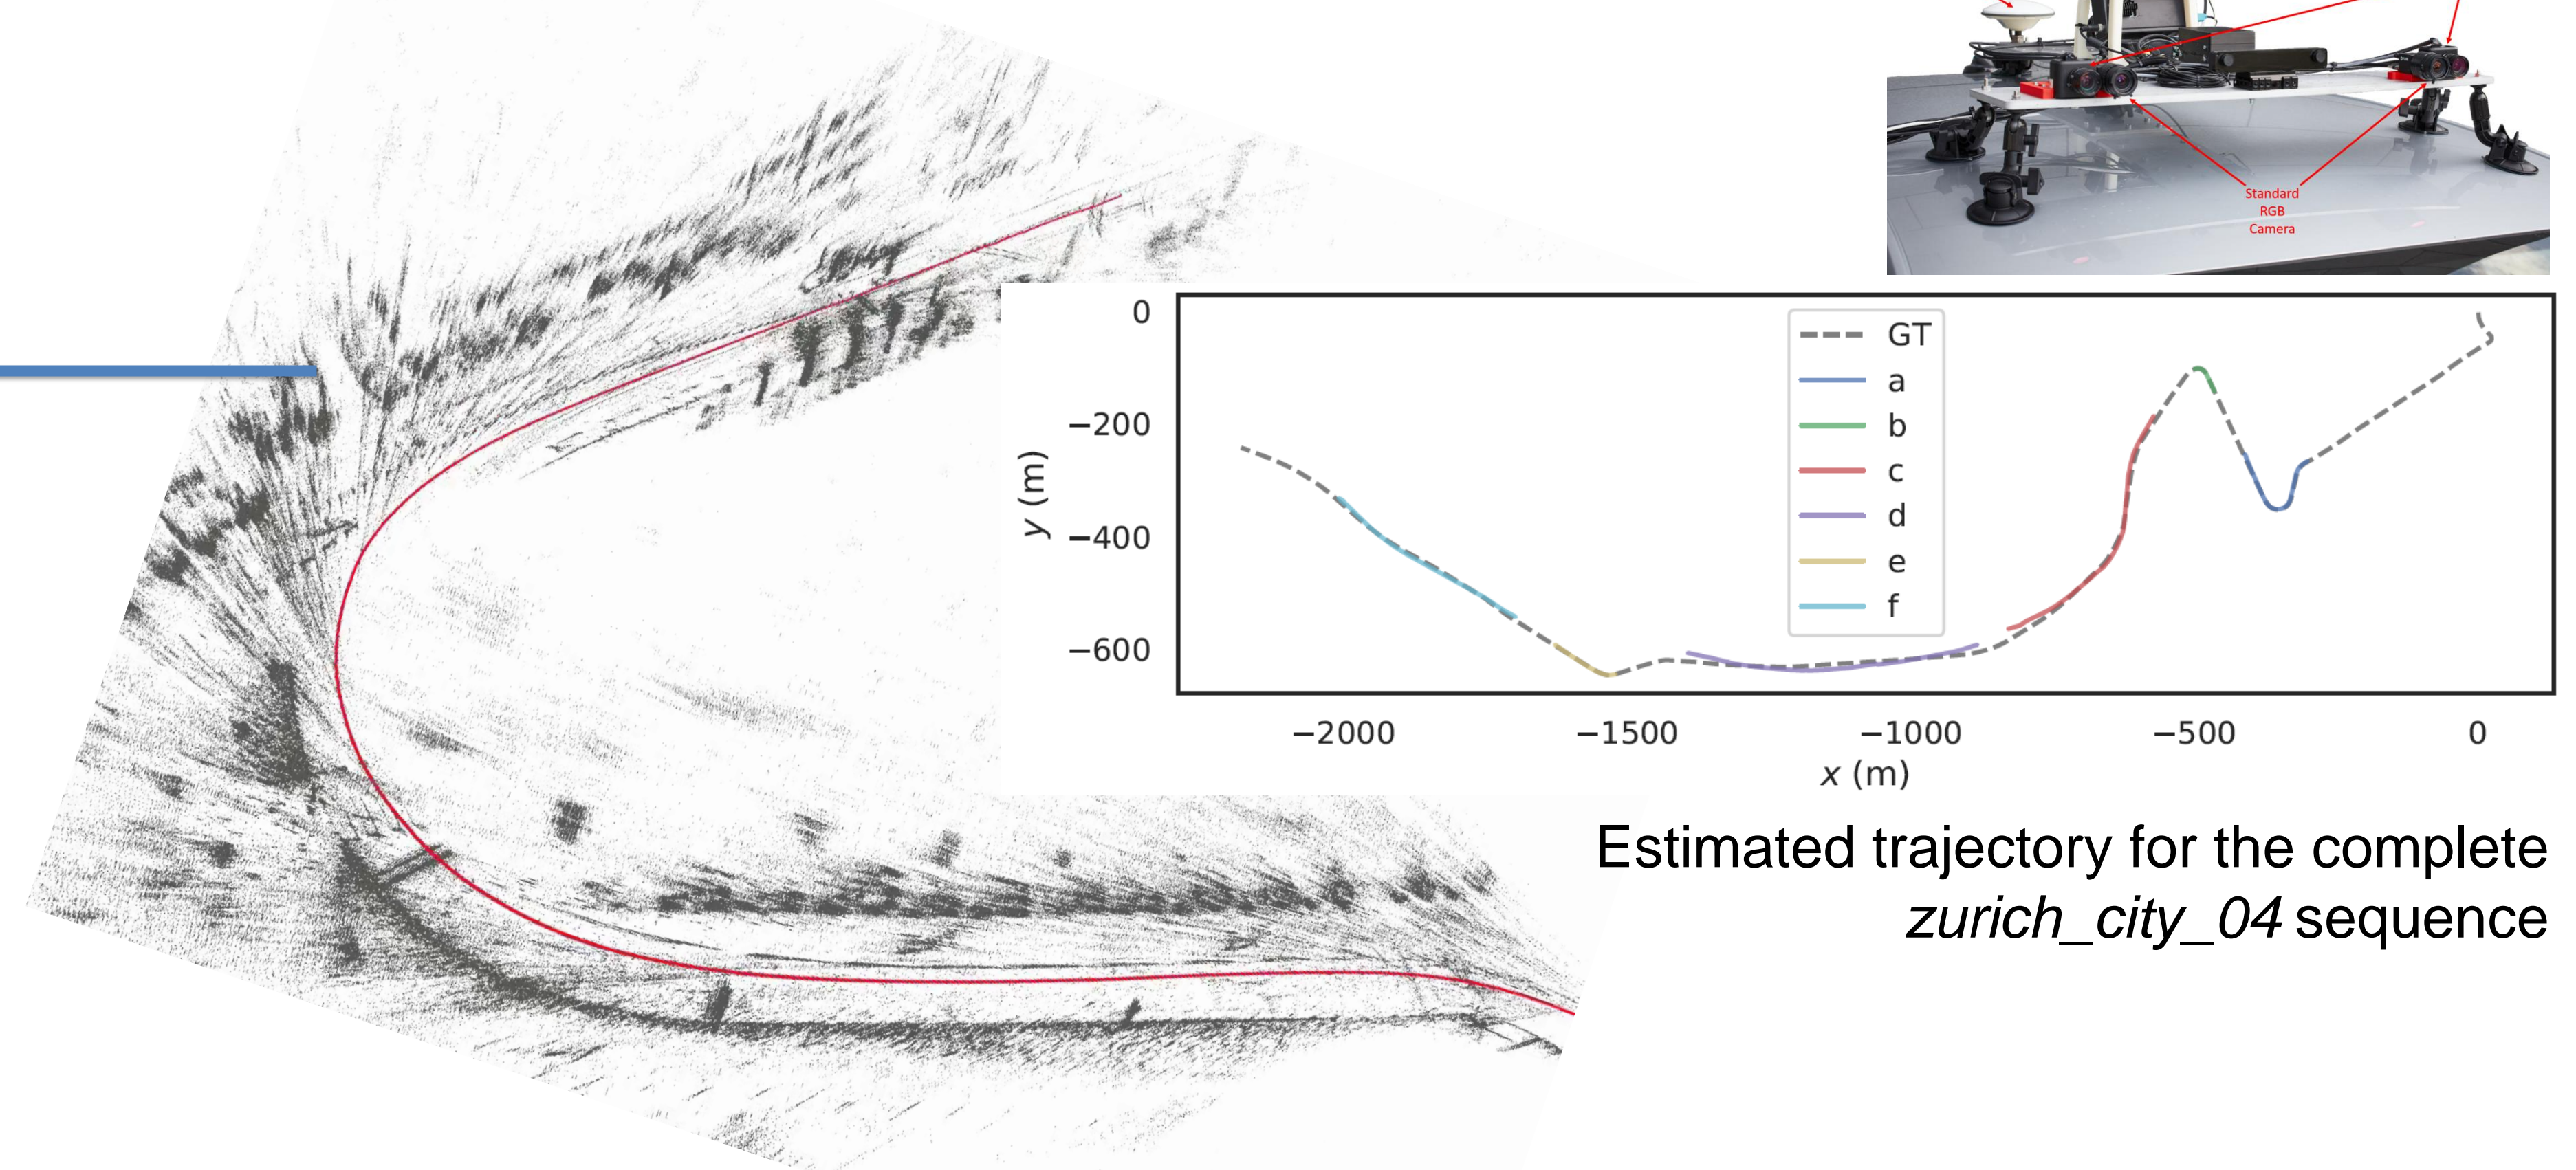 Standard
RGB
Camera
0
−200
−400
−600
y (m)
GT
a
b
c
d
e
f
−2000
−1500
−1000
−500
0
x (m)
Estimated trajectory for the complete
zurich_city_04 sequence